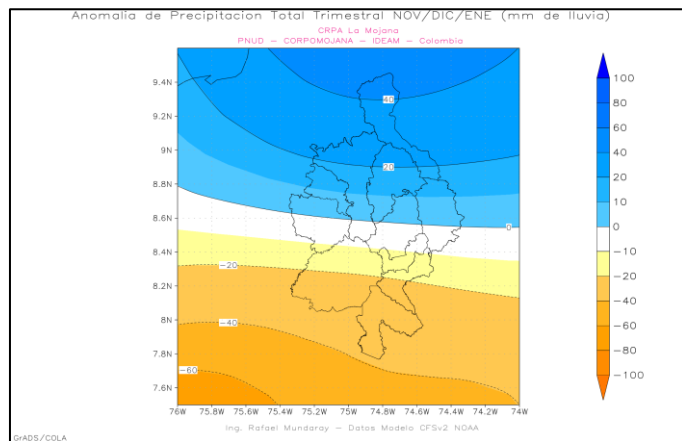 Anomalia de Precipitacion Total Trimestral NOV/DIC/ENE (mm de lluvia)
CRPA La Mojana
PNUD — CORPOMOJANA — IDEAM — Colombia
9.4N
9.2N
9N
8.8N
8.6N
8.4N
8.2N
8N
7.8N
7.6N
40
20
0
−20
−40
−60
76W 75.8W 75.6W 75.4W 75.2W 75W 74.8W 74.6W 74.4W 74.2W 74W
100
80
60
40
20
10
0
−10
−20
−40
−60
−80
−100
Ing. Rafael Mundaray — Datos Modelo CFSv2 NOAA
GrADS/COLA